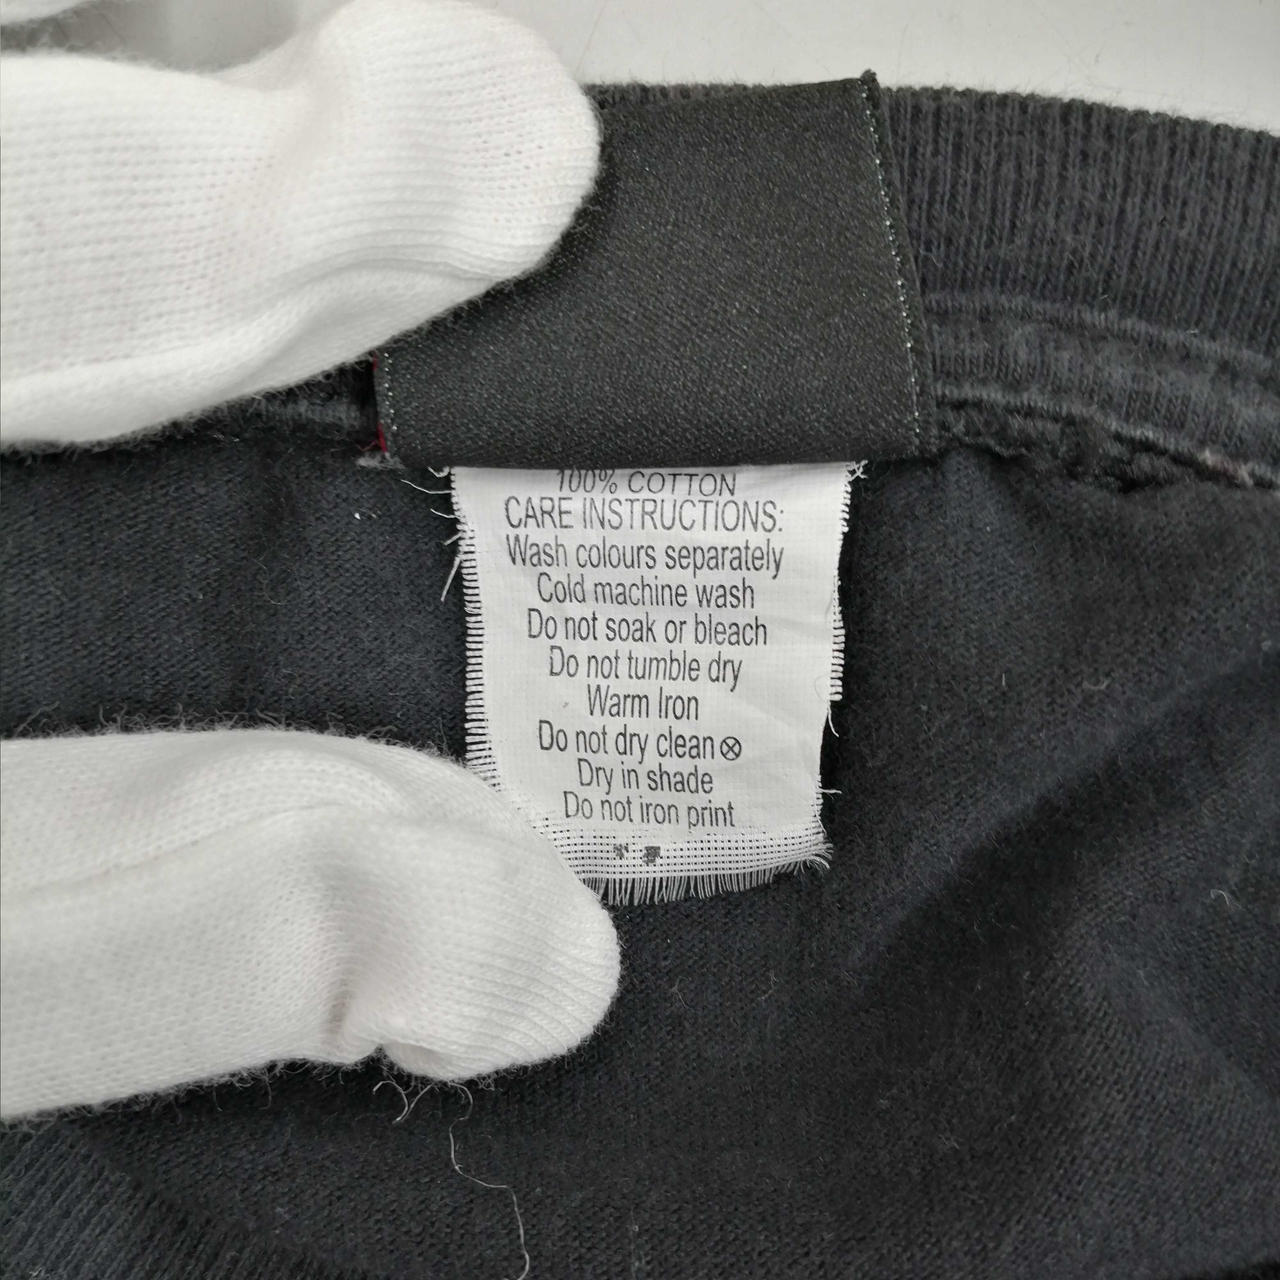 100% COTTON
CARE INSTRUCTIONS:
Wash colours separately
Cold machine wash
Do not soak or bleach
Do not tumble dry
Warm Iron
Do not dry clean ⊗
Dry in shade
Do not iron print